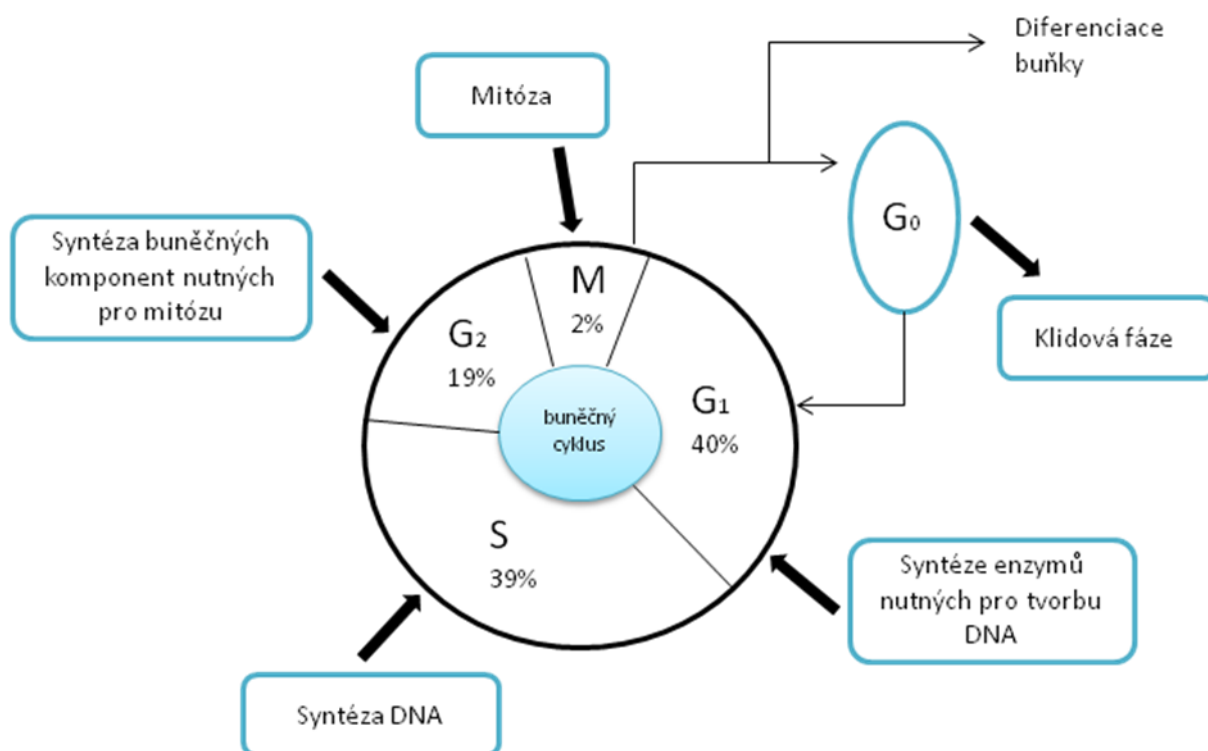 Diferenciace
buňky
Mitóza
G₀
Syntéza buněčných
komponent nutných
pro mitózu
M
2%
Klidová fáze
G₂
19%
G₁
40%
buněčný
cyklus
S
39%
Syntéze enzymů
nutných pro tvorbu
DNA
Syntéza DNA